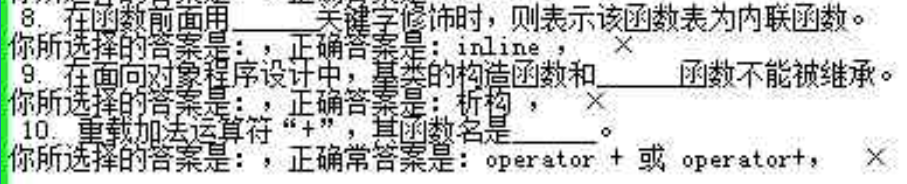 8. 在函数前面用______关键字修饰时，则表示该函数表为内联函数。
你所选择的答案是：，正确答案是：inline ， ×
9. 在面向对象程序设计中，基类的构造函数和_____函数不能被继承。
你所选择的答案是：，正确答案是：析构 ， ×
10. 重载加法运算符“+”，其函数名是______。
你所选择的答案是：，正确常答案是：operator + 或 operator+， ×